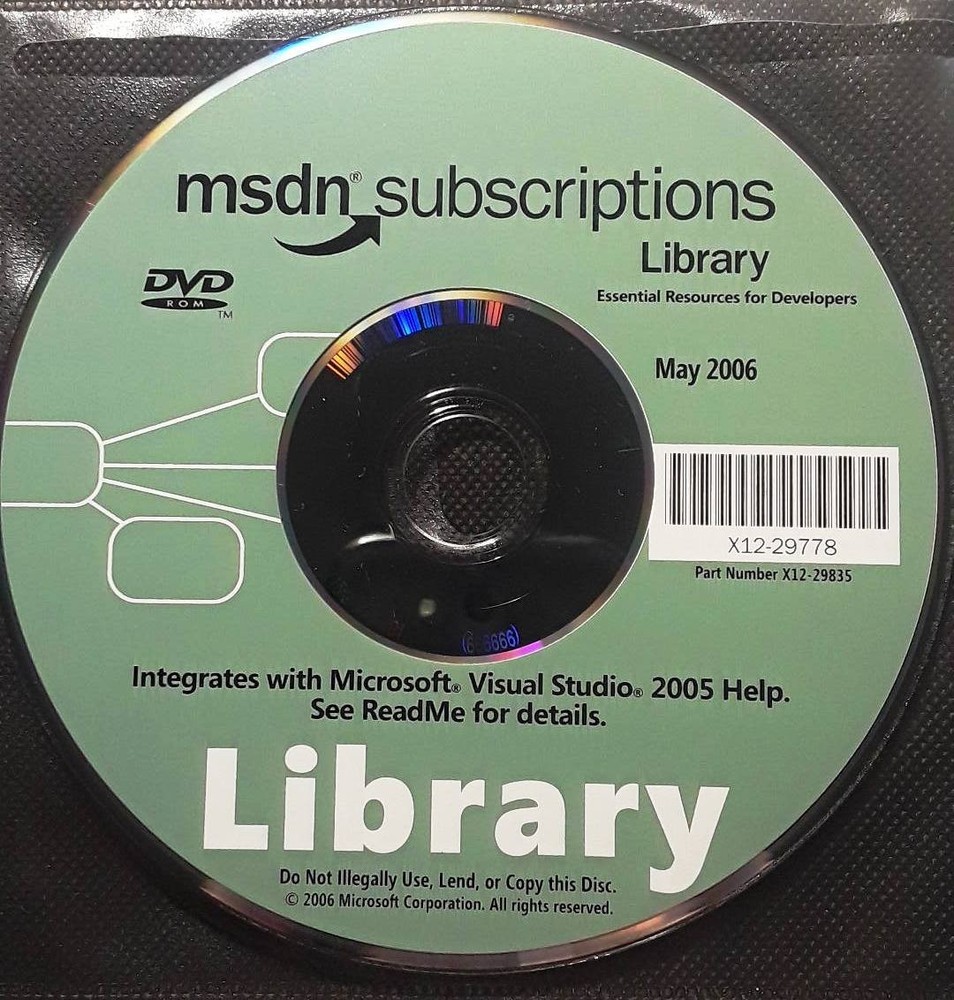 msdn® subscriptions
Library
Essential Resources for Developers
DVD
ROM
TM
May 2006
X12-29778
Part Number X12-29835
Integrates with Microsoft® Visual Studio® 2005 Help.
See ReadMe for details.
Library
Do Not Illegally Use, Lend, or Copy this Disc.
© 2006 Microsoft Corporation. All rights reserved.